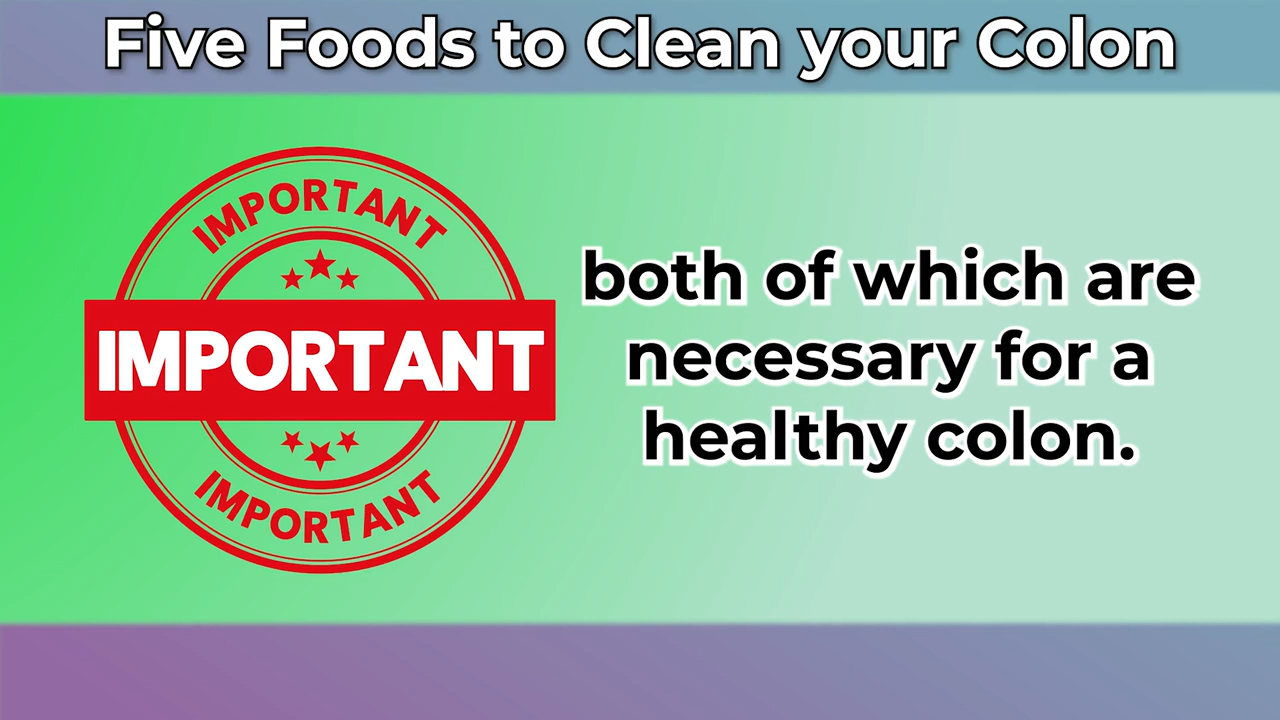 Five Foods to Clean your Colon
IMPORTANT
IMPORTANT
IMPORTANT
both of which are
necessary for a
healthy colon.